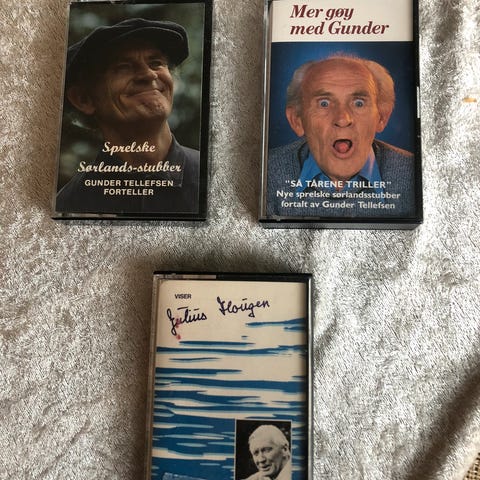 Sprelske
Sørlands-stubber
GUNDER TELLEFSEN
FORTELLER
Mer gøy
med Gunder
"SÅ TÅRENE TRILLER"
Nye sprelske sørlandsstubber
fortalt av Gunder Tellefsen
VISER
Julius Hougen